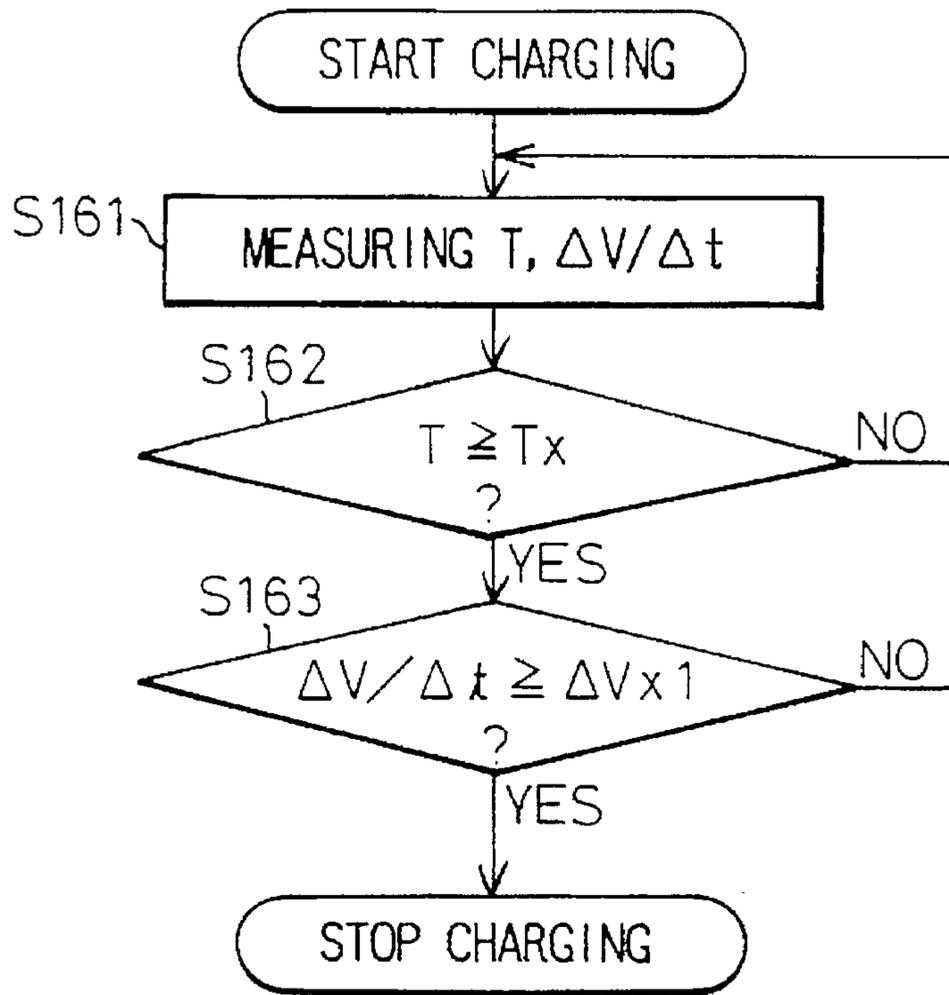 START CHARGING
S161
MEASURING T, ΔV/Δt
S162
T ≧ Tx
?
NO
YES
S163
ΔV/Δt ≧ ΔVx1
?
NO
YES
STOP CHARGING